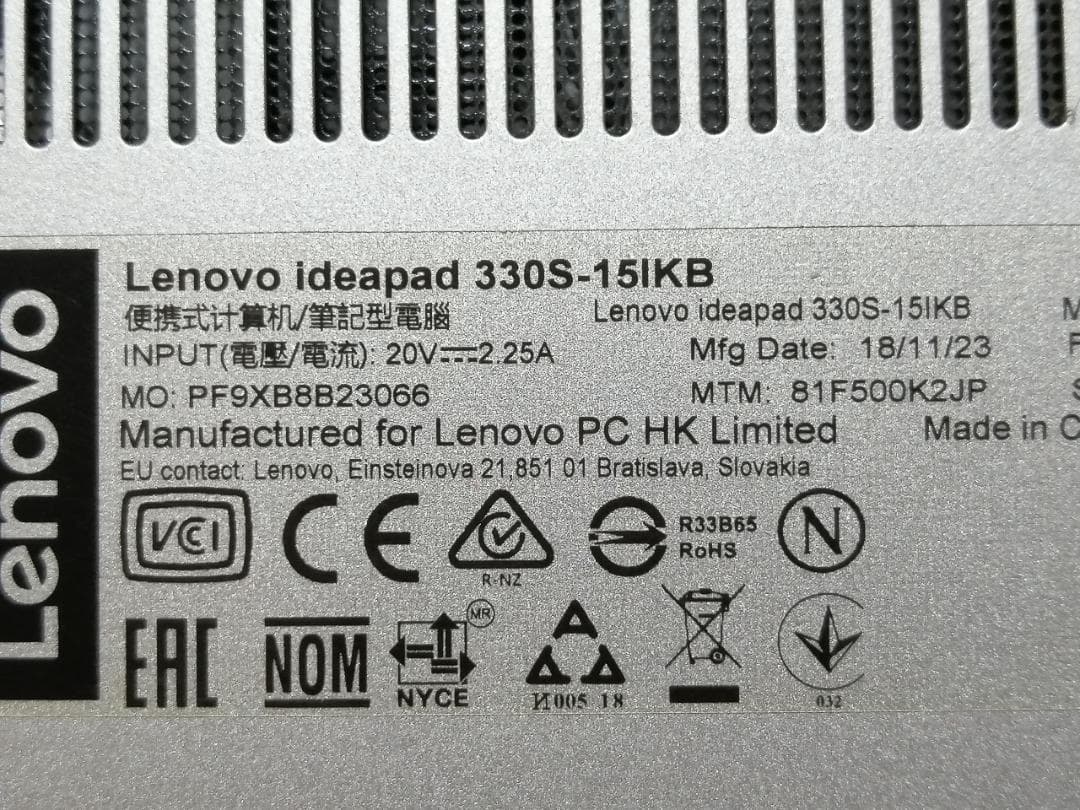 Lenovo
Lenovo ideapad 330S-15IKB
便携式计算机/筆記型電腦
Lenovo ideapad 330S-15IKB
INPUT(電壓/電流): 20V⎓2.25A
Mfg Date: 18/11/23
MO: PF9XB8B23066
MTM: 81F500K2JP
Manufactured for Lenovo PC HK Limited
Made in
EU contact: Lenovo, Einsteinova 21,851 01 Bratislava, Slovakia
VCCI
CE
R-NZ
R33B65
RoHS
N
EAC
NOM
MR
NYCE
И005 18
032